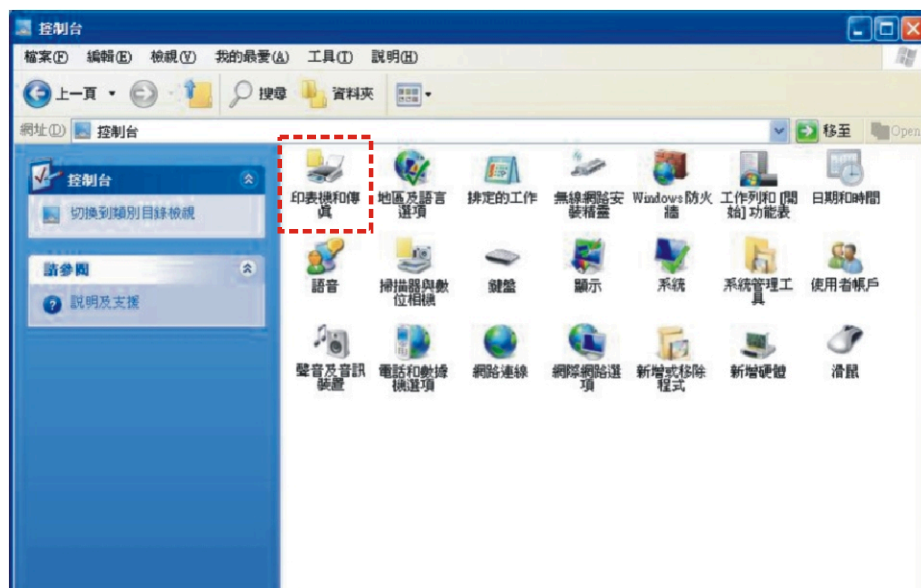 控制台
檔案(F) 編輯(E) 檢視(V) 我的最愛(A) 工具(T) 說明(H)
上一頁 搜尋 資料夾
網址(D) 控制台 移至 Open
控制台
切換到類別目錄檢視
請參閱
說明及支援
印表機和傳真
地區及語言選項
排定的工作
無線網路安裝精靈
Windows 防火牆
工作列和 [開始] 功能表
日期和時間
語音
掃描器與數位相機
鍵盤
顯示
系統
系統管理工具
使用者帳戶
聲音及音訊裝置
電話和數據機選項
網路連線
網際網路選項
新增或移除程式
新增硬體
滑鼠